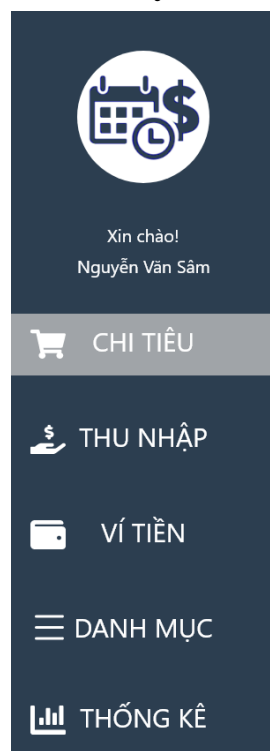 Xin chào!
Nguyễn Văn Sâm
CHI TIÊU
THU NHẬP
VÍ TIỀN
DANH MỤC
THỐNG KÊ